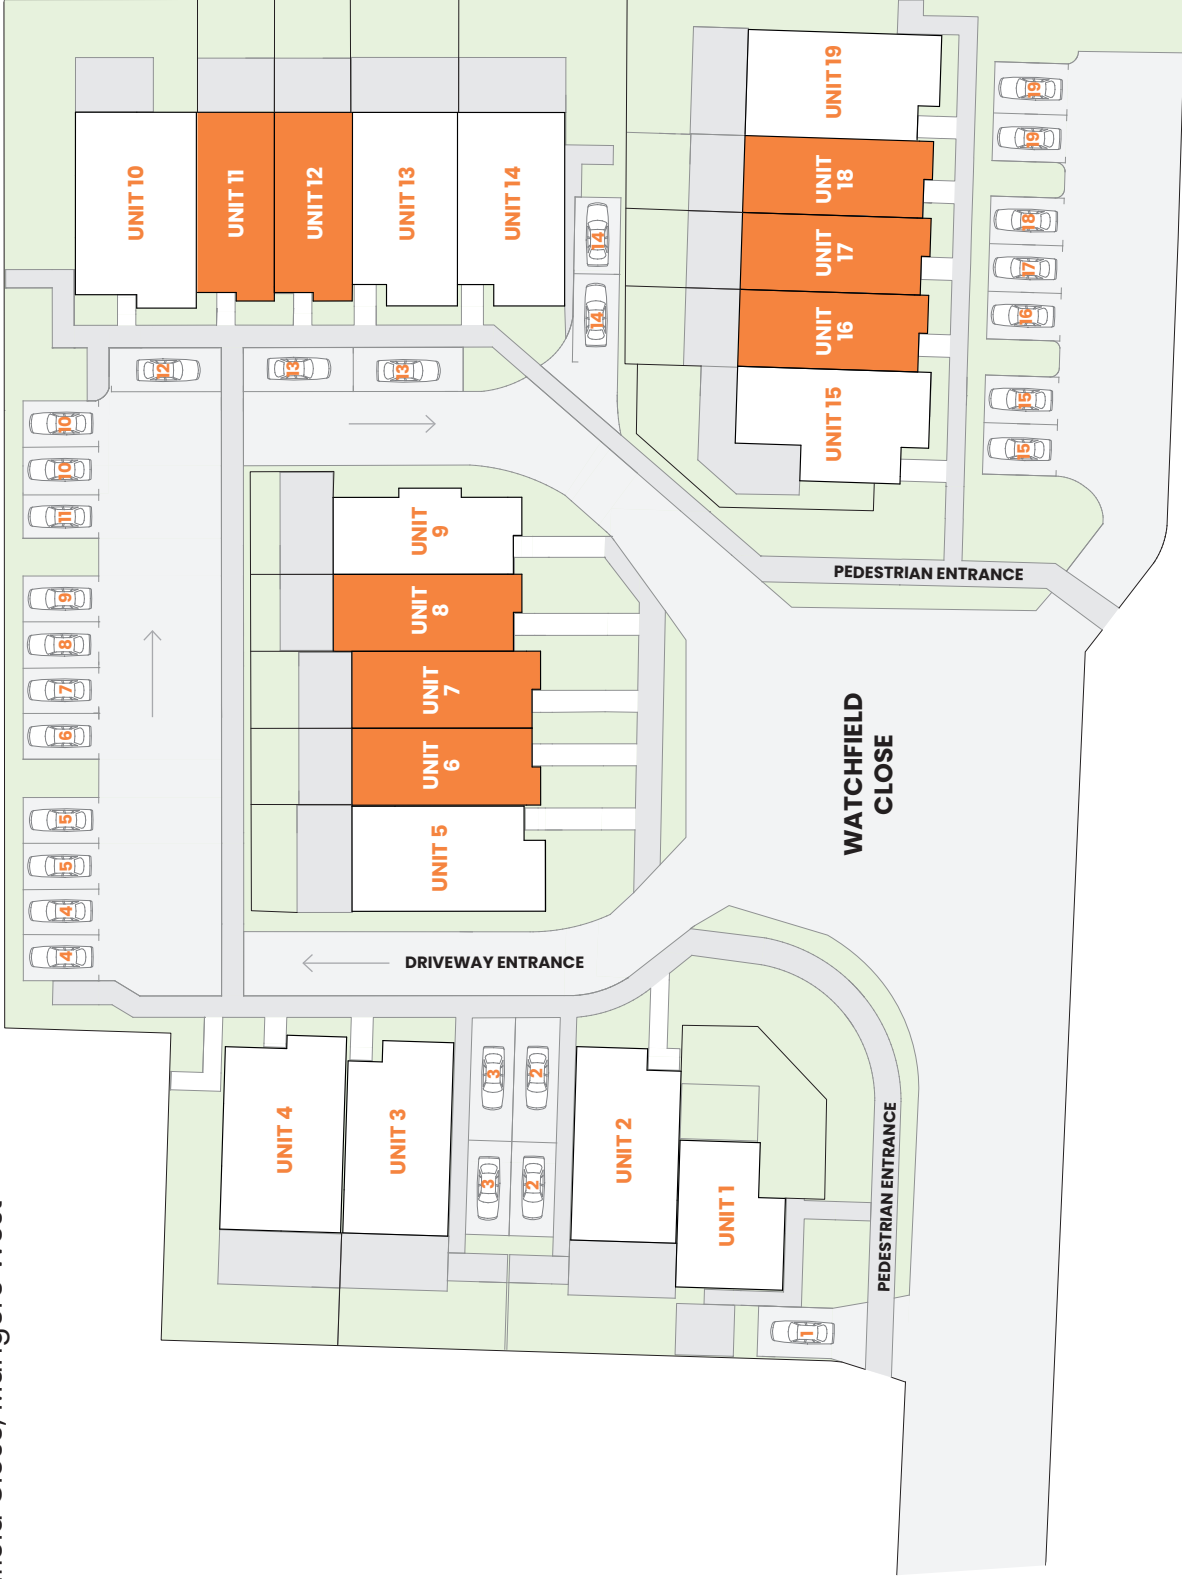 UNIT 10
UNIT 11
UNIT 12
UNIT 13
UNIT 14
UNIT 19
UNIT
18
UNIT
17
UNIT
16
UNIT 15
19
19
18
17
16
15
15
14
14
12
13
13
10
10
11
9
8
7
6
5
5
4
4
UNIT
9
UNIT
8
UNIT
7
UNIT
6
UNIT 5
PEDESTRIAN ENTRANCE
WATCHFIELD
CLOSE
DRIVEWAY ENTRANCE
UNIT 4
UNIT 3
3
2
3
2
UNIT 2
UNIT 1
PEDESTRIAN ENTRANCE
1